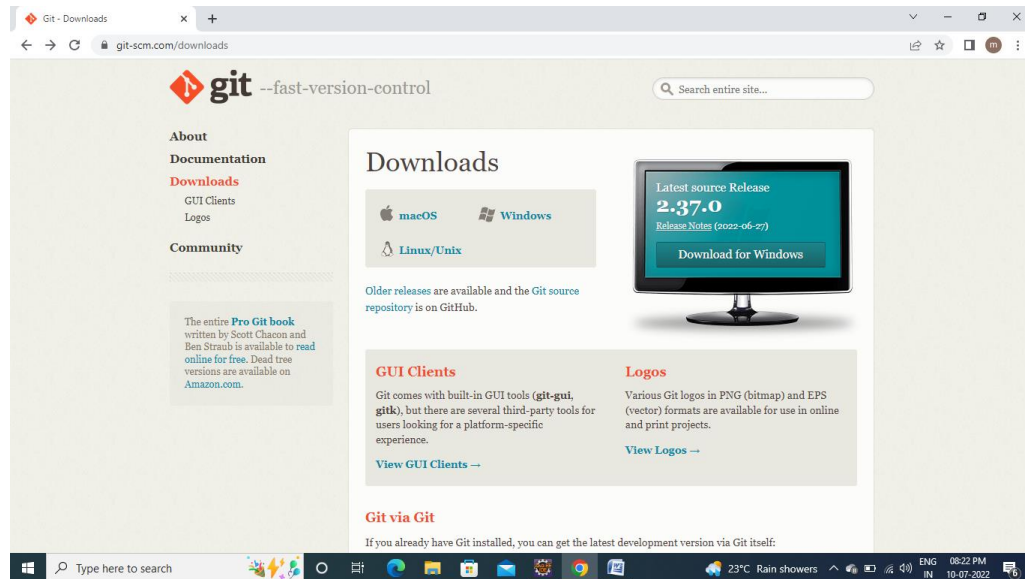 Git - Downloads
git-scm.com/downloads
m
git --fast-version-control
Search entire site...
About
Documentation
Downloads
GUI Clients
Logos
Community
The entire Pro Git book
written by Scott Chacon and
Ben Straub is available to read
online for free. Dead tree
versions are available on
Amazon.com.
Downloads
macOS
Windows
Linux/Unix
Older releases are available and the Git source
repository is on GitHub.
Latest source Release
2.37.0
Release Notes (2022-06-27)
Download for Windows
GUI Clients
Git comes with built-in GUI tools (git-gui,
gitk), but there are several third-party tools for
users looking for a platform-specific
experience.
View GUI Clients →
Logos
Various Git logos in PNG (bitmap) and EPS
(vector) formats are available for use in online
and print projects.
View Logos →
Git via Git
If you already have Git installed, you can get the latest development version via Git itself:
Type here to search
23°C Rain showers
ENG
IN
08:22 PM
10-07-2022
6